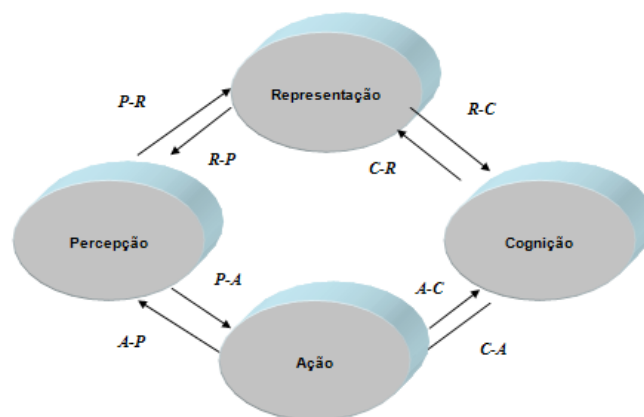 Representação
P-R
R-C
R-P
C-R
Percepção
Cognição
P-A
A-C
A-P
Ação
C-A